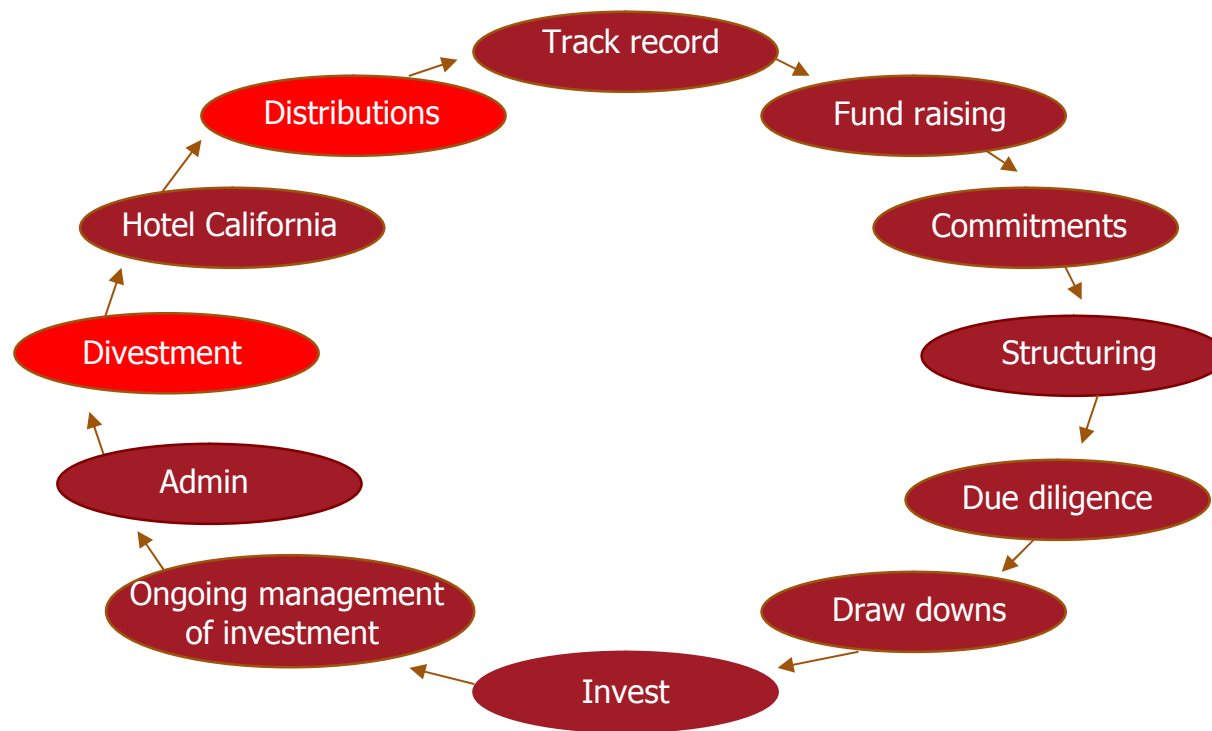 Track record
Fund raising
Commitments
Structuring
Due diligence
Draw downs
Invest
Ongoing management
of investment
Admin
Divestment
Hotel California
Distributions